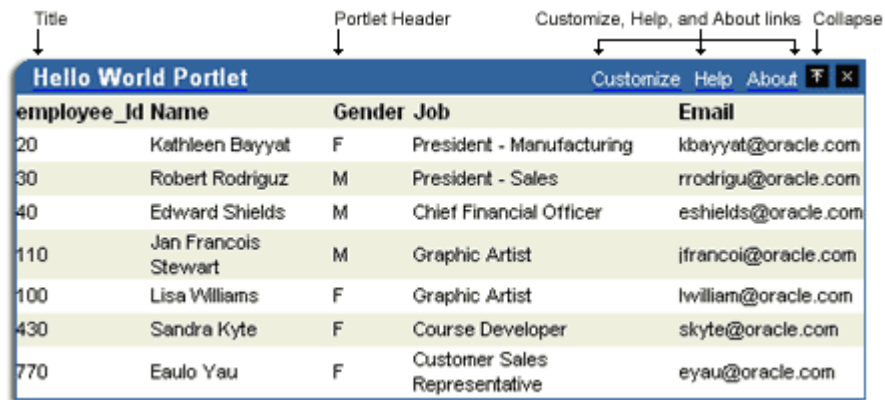 Title Portlet Header Customize, Help, and About links Collapse
Hello World Portlet Customize Help About
employee_Id Name Gender Job Email
20 Kathleen Bayyat F President - Manufacturing kbayyat@oracle.com
30 Robert Rodriguz M President - Sales rrodrigu@oracle.com
40 Edward Shields M Chief Financial Officer eshields@oracle.com
110 Jan Francois Stewart M Graphic Artist jfrancoi@oracle.com
100 Lisa Williams F Graphic Artist lwilliam@oracle.com
430 Sandra Kyte F Course Developer skyte@oracle.com
770 Eaulo Yau F Customer Sales Representative eyau@oracle.com